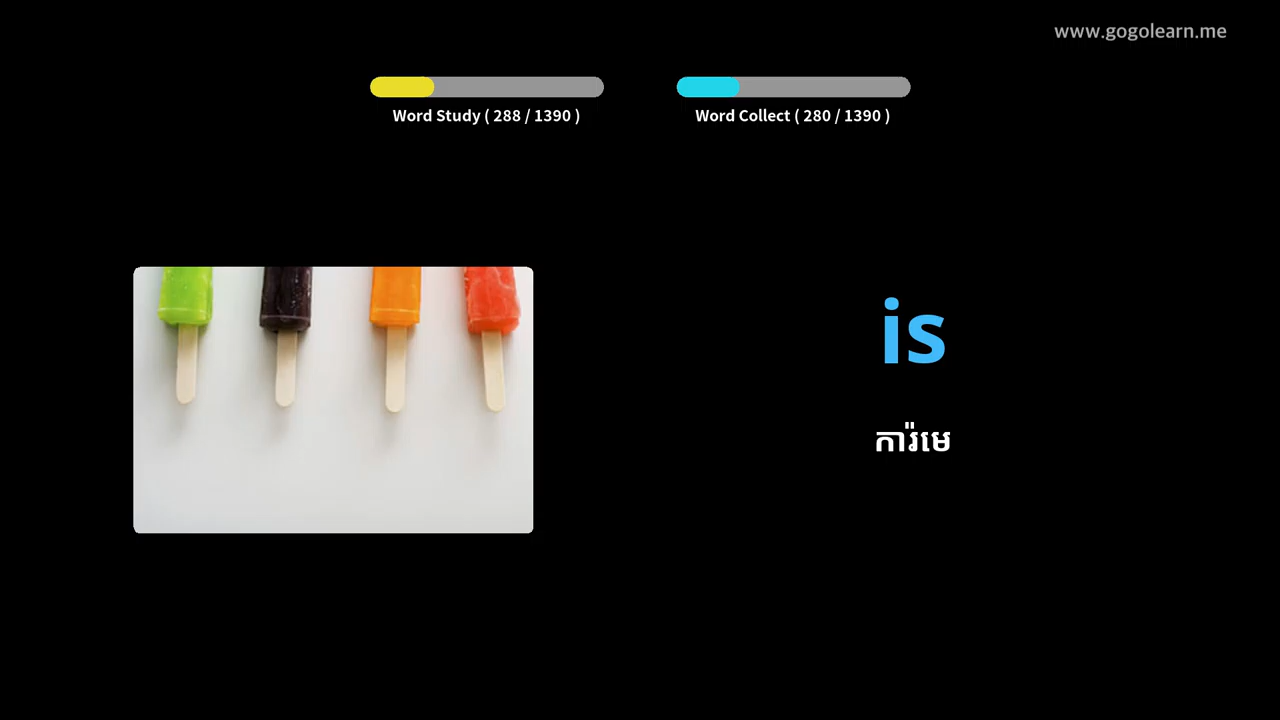 www.gogolearn.me
Word Study ( 288 / 1390 )
Word Collect ( 280 / 1390 )
is
ការ៉មេ